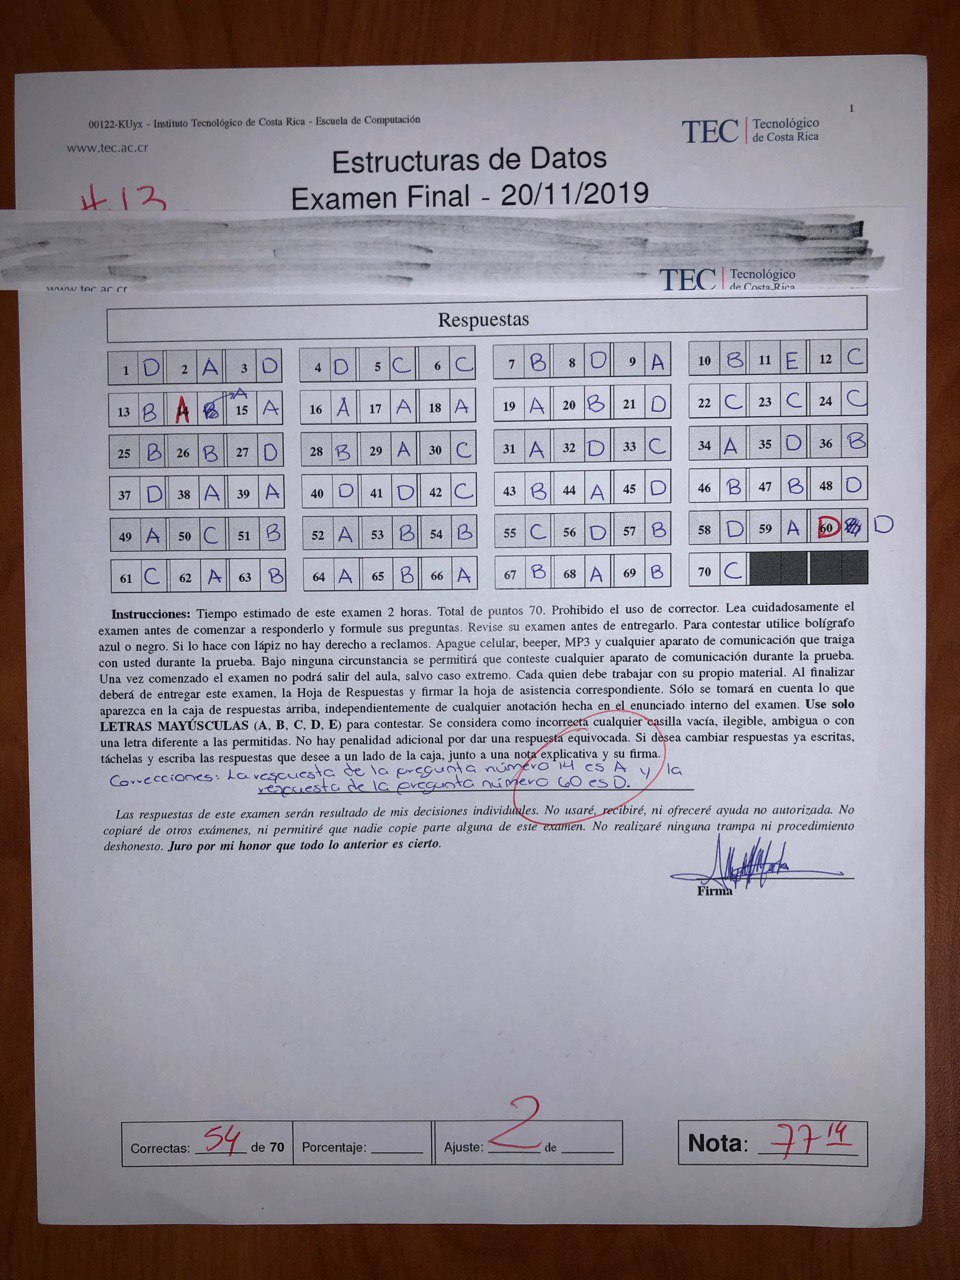 1
00122-KUyx - Instituto Tecnológico de Costa Rica - Escuela de Computación
www.tec.ac.cr
TEC | Tecnológico de Costa Rica
Estructuras de Datos
Examen Final - 20/11/2019
#13
TEC | Tecnológico
de Costa Rica
www.tec.ac.cr
Respuestas
1 D 2 A 3 D 4 D 5 C 6 C 7 B 8 D 9 A 10 B 11 E 12 C
13 B 14 A B A 15 A 16 A 17 A 18 A 19 A 20 B 21 D 22 C 23 C 24 C
25 B 26 B 27 D 28 B 29 A 30 C 31 A 32 D 33 C 34 A 35 D 36 B
37 D 38 A 39 A 40 D 41 D 42 C 43 B 44 A 45 D 46 B 47 B 48 D
49 A 50 C 51 B 52 A 53 B 54 B 55 C 56 D 57 B 58 D 59 A 60 D B D
61 C 62 A 63 B 64 A 65 B 66 A 67 B 68 A 69 B 70 C
Instrucciones: Tiempo estimado de este examen 2 horas. Total de puntos 70. Prohibido el uso de corrector. Lea cuidadosamente el
examen antes de comenzar a responderlo y formule sus preguntas. Revise su examen antes de entregarlo. Para contestar utilice bolígrafo
azul o negro. Si lo hace con lápiz no hay derecho a reclamos. Apague celular, beeper, MP3 y cualquier aparato de comunicación que traiga
con usted durante la prueba. Bajo ninguna circunstancia se permitirá que conteste cualquier aparato de comunicación durante la prueba.
Una vez comenzado el examen no podrá salir del aula, salvo caso extremo. Cada quien debe trabajar con su propio material. Al finalizar
deberá de entregar este examen, la Hoja de Respuestas y firmar la hoja de asistencia correspondiente. Sólo se tomará en cuenta lo que
aparezca en la caja de respuestas arriba, independientemente de cualquier anotación hecha en el enunciado interno del examen. Use solo
LETRAS MAYÚSCULAS (A, B, C, D, E) para contestar. Se considera como incorrecta cualquier casilla vacía, ilegible, ambigua o con
una letra diferente a las permitidas. No hay penalidad adicional por dar una respuesta equivocada. Si desea cambiar respuestas ya escritas,
táchelas y escriba las respuestas que desee a un lado de la caja, junto a una nota explicativa y su firma.
Correcciones: La respuesta de la pregunta número 14 es A y la
respuesta de la pregunta número 60 es D.
Las respuestas de este examen serán resultado de mis decisiones individuales. No usaré, recibiré, ni ofreceré ayuda no autorizada. No
copiaré de otros exámenes, ni permitiré que nadie copie parte alguna de este examen. No realizaré ninguna trampa ni procedimiento
deshonesto. Juro por mi honor que todo lo anterior es cierto.
Firma
Correctas: 54 de 70 Porcentaje: Ajuste: 2 de Nota: 77 14